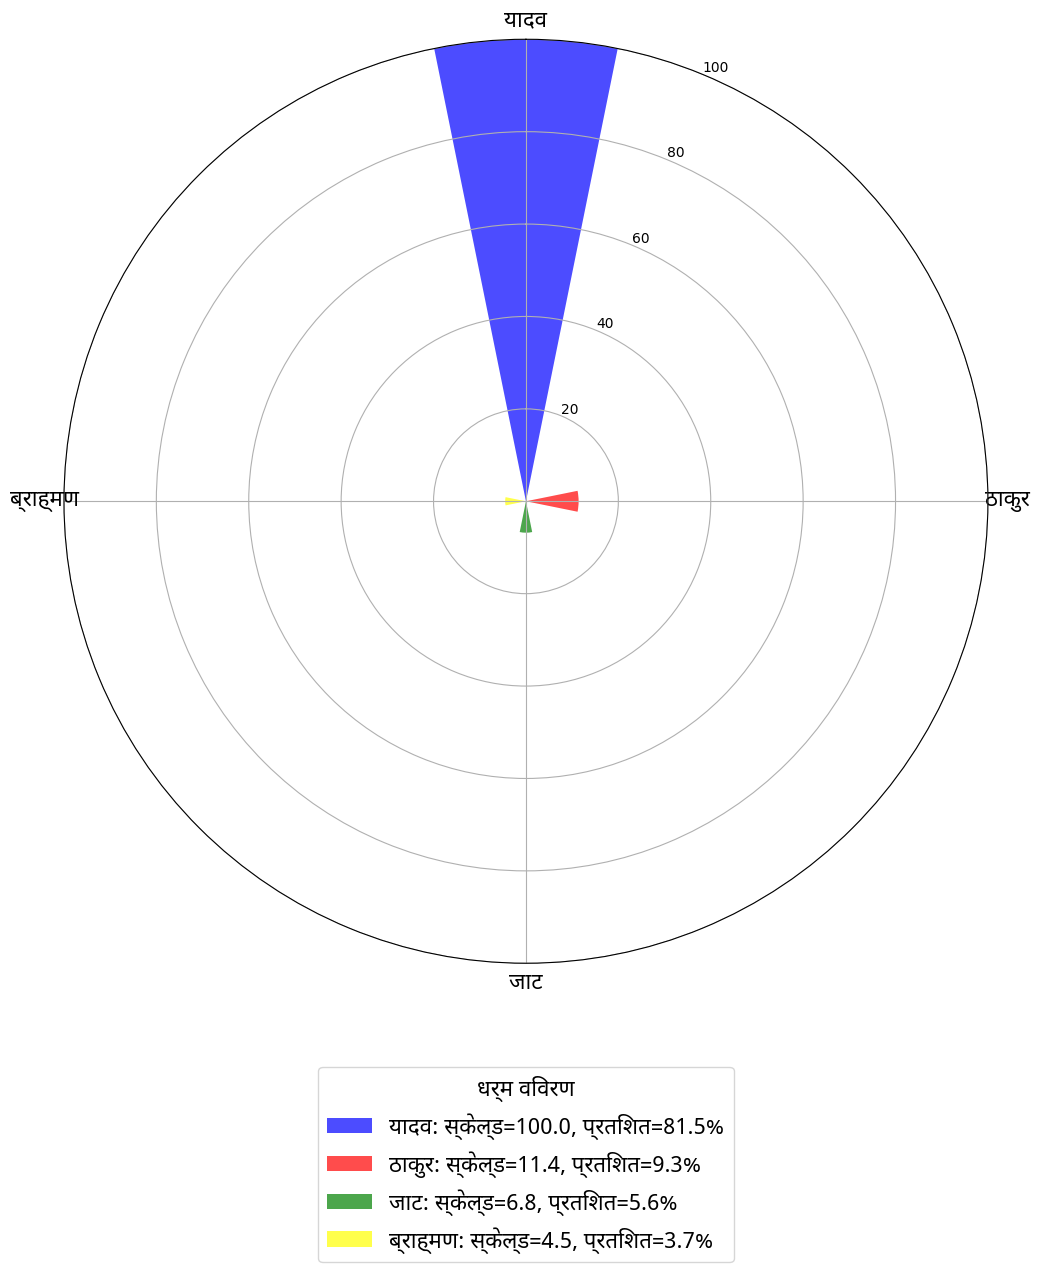 यादव
100
80
60
40
20
ब्राह्मण
ठाकुर
जाट
धर्म विवरण
यादव: स्केल्ड=100.0, प्रतिशत=81.5%
ठाकुर: स्केल्ड=11.4, प्रतिशत=9.3%
जाट: स्केल्ड=6.8, प्रतिशत=5.6%
ब्राह्मण: स्केल्ड=4.5, प्रतिशत=3.7%